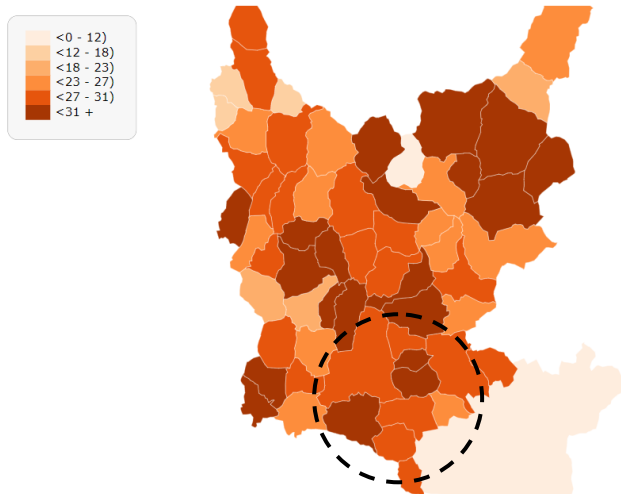 <0 - 12)
<12 - 18)
<18 - 23)
<23 - 27)
<27 - 31)
<31 +